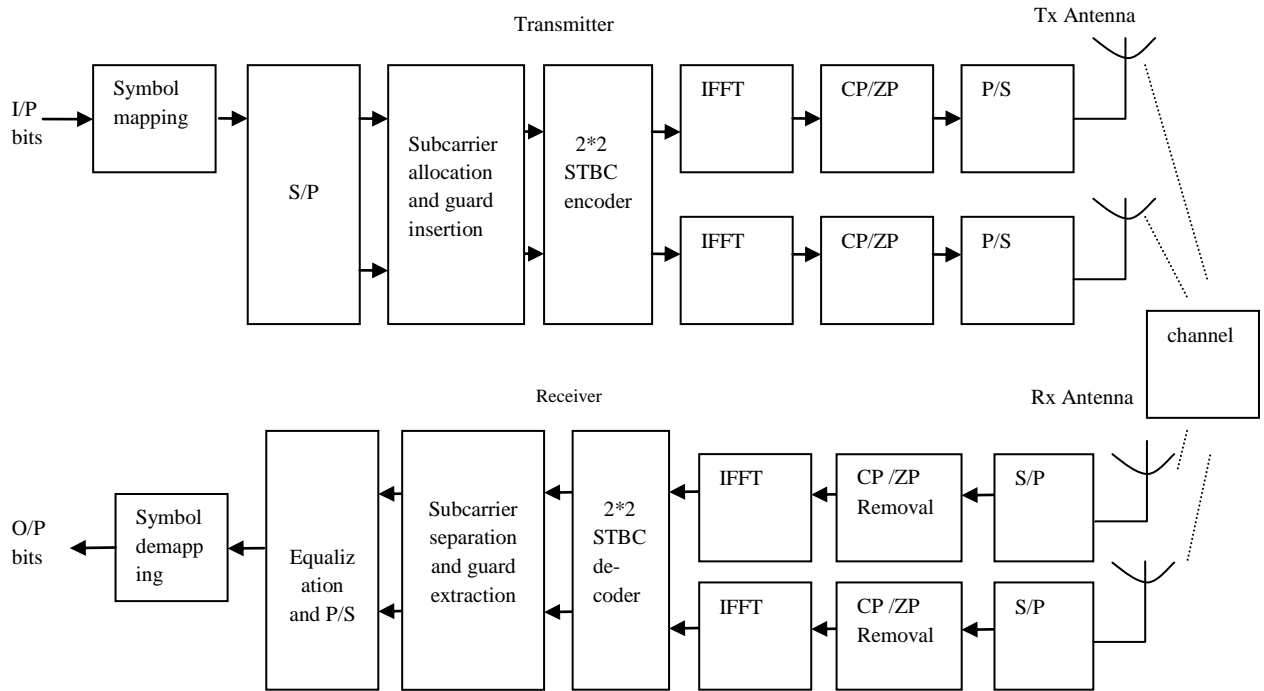 Transmitter
Tx Antenna
I/P
bits
Symbol
mapping
S/P
Subcarrier
allocation
and guard
insertion
2*2
STBC
encoder
IFFT
CP/ZP
P/S
IFFT
CP/ZP
P/S
channel
Receiver
Rx Antenna
O/P
bits
Symbol
demapp
ing
Equaliz
ation
and P/S
Subcarrier
separation
and guard
extraction
2*2
STBC
de-
coder
IFFT
CP /ZP
Removal
S/P
IFFT
CP /ZP
Removal
S/P